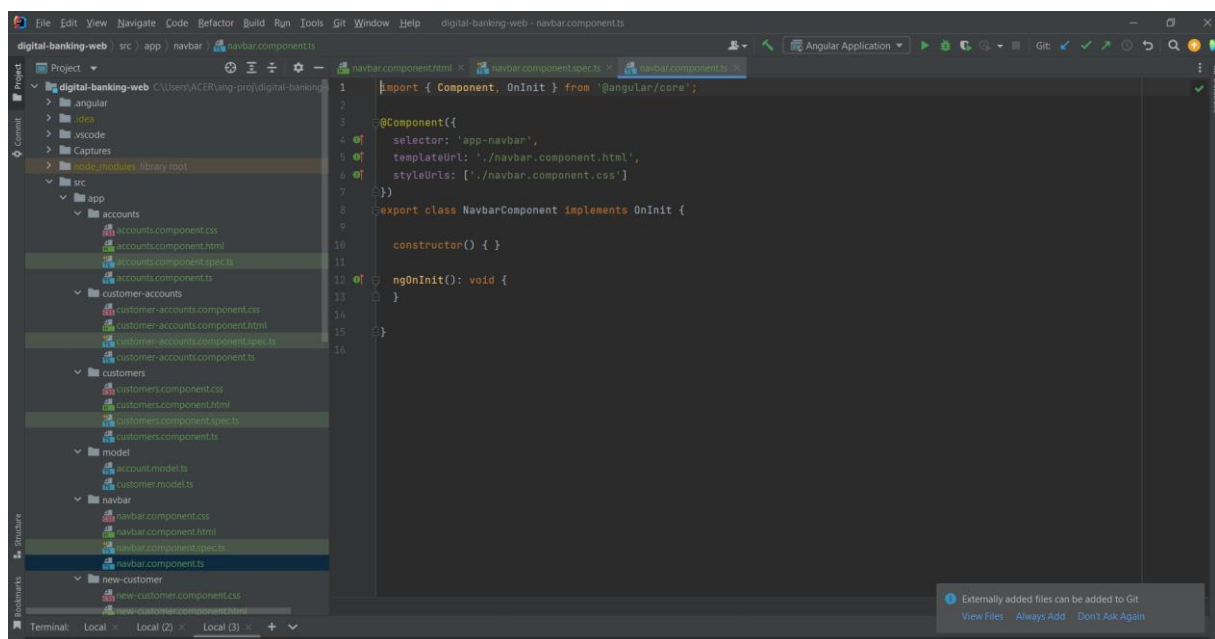 File Edit View Navigate Code Refactor Build Run Tools Git Window Help digital-banking-web - navbar.component.ts
digital-banking-web src app navbar navbar.component.ts Angular Application Git:
Project navbar.component.html navbar.component.spec.ts navbar.component.ts
digital-banking-web C:\Users\ACER\ang-proj\digital-banking-
.angular
.idea
.vscode
Captures
node_modules library root
src
app
accounts
accounts.component.css
accounts.component.html
accounts.component.spec.ts
accounts.component.ts
customer-accounts
customer-accounts.component.css
customer-accounts.component.html
customer-accounts.component.spec.ts
customer-accounts.component.ts
customers
customers.component.css
customers.component.html
customers.component.spec.ts
customers.component.ts
model
account.model.ts
customer.model.ts
navbar
navbar.component.css
navbar.component.html
navbar.component.spec.ts
navbar.component.ts
new-customer
new-customer.component.css
new-customer.component.html
1 import { Component, OnInit } from '@angular/core';
2
3 @Component({
4 selector: 'app-navbar',
5 templateUrl: './navbar.component.html',
6 styleUrls: ['./navbar.component.css']
7 })
8 export class NavbarComponent implements OnInit {
9
10 constructor() { }
11
12 ngOnInit(): void {
13 }
14
15 }
16
Project
Commit
Structure
Bookmarks
Externally added files can be added to Git
View Files Always Add Don't Ask Again
Terminal: Local Local (2) Local (3)